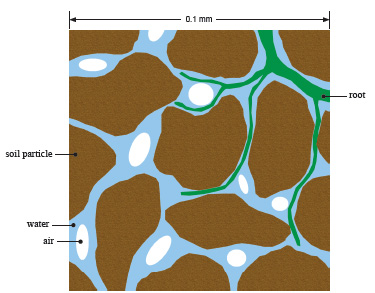 0.1 mm
root
soil particle
water
air